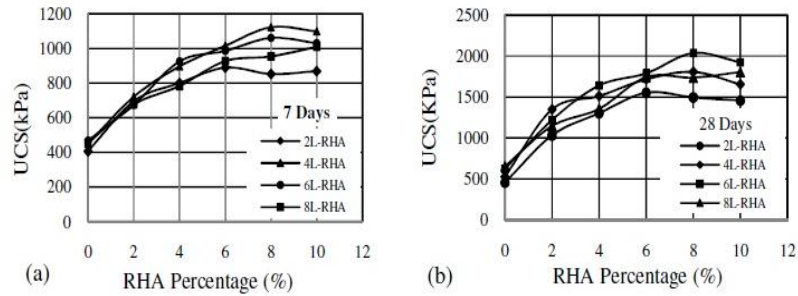 1200
1000
800
600
400
200
0
UCS(kPa)
7 Days
2L-RHA
4L-RHA
6L-RHA
8L-RHA
0 2 4 6 8 10 12
(a) RHA Percentage (%)
2500
2000
1500
1000
500
0
UCS(KPa)
28 Days
2L-RHA
4L-RHA
6L-RHA
8L-RHA
0 2 4 6 8 10 12
(b) RHA Percentage (%)